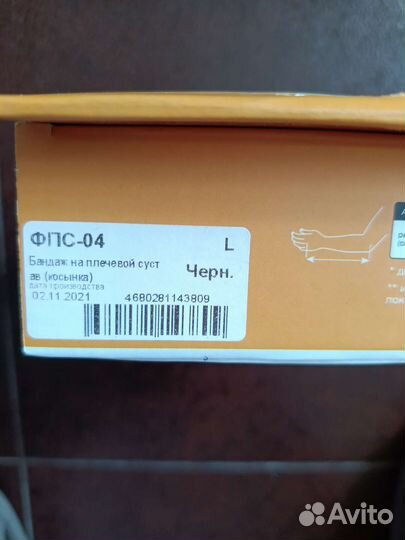 ФПС-04
L
Бандаж на плечевой суст
ав (косынка)
Черн.
дата производства
02.11.2021
4680281143809
Avito